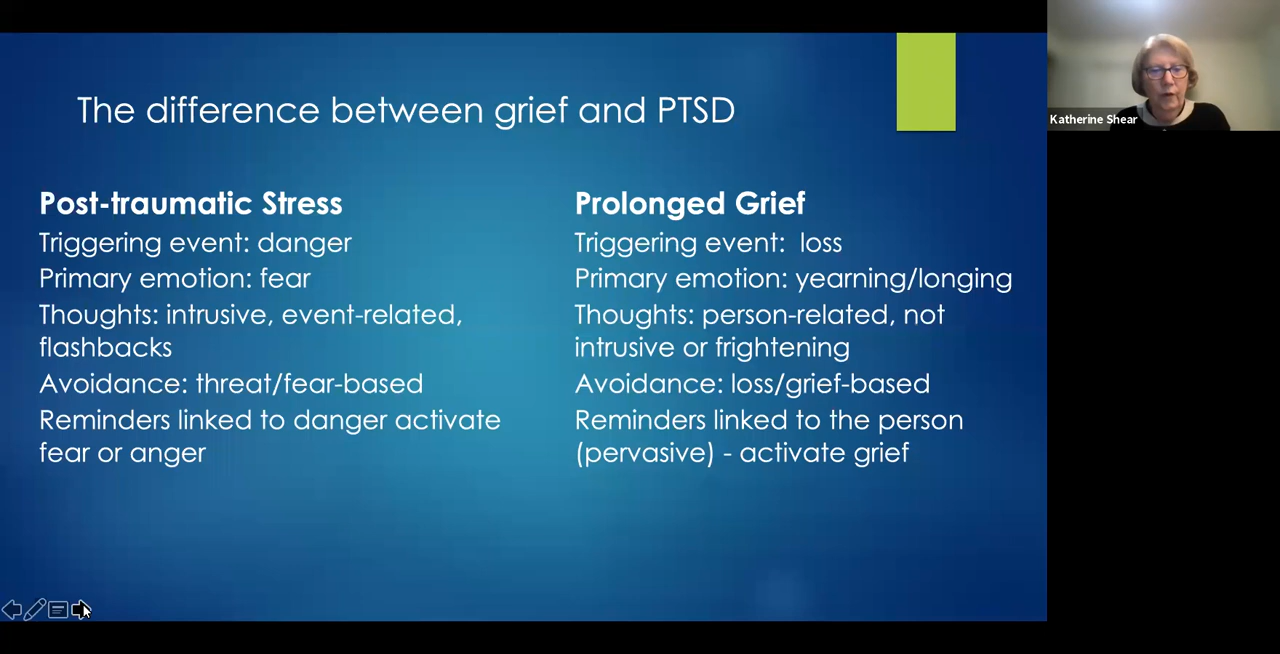 The difference between grief and PTSD
Katherine Shear
Post-traumatic Stress
Triggering event: danger
Primary emotion: fear
Thoughts: intrusive, event-related,
flashbacks
Avoidance: threat/fear-based
Reminders linked to danger activate
fear or anger
Prolonged Grief
Triggering event:  loss
Primary emotion: yearning/longing
Thoughts: person-related, not
intrusive or frightening
Avoidance: loss/grief-based
Reminders linked to the person
(pervasive) - activate grief